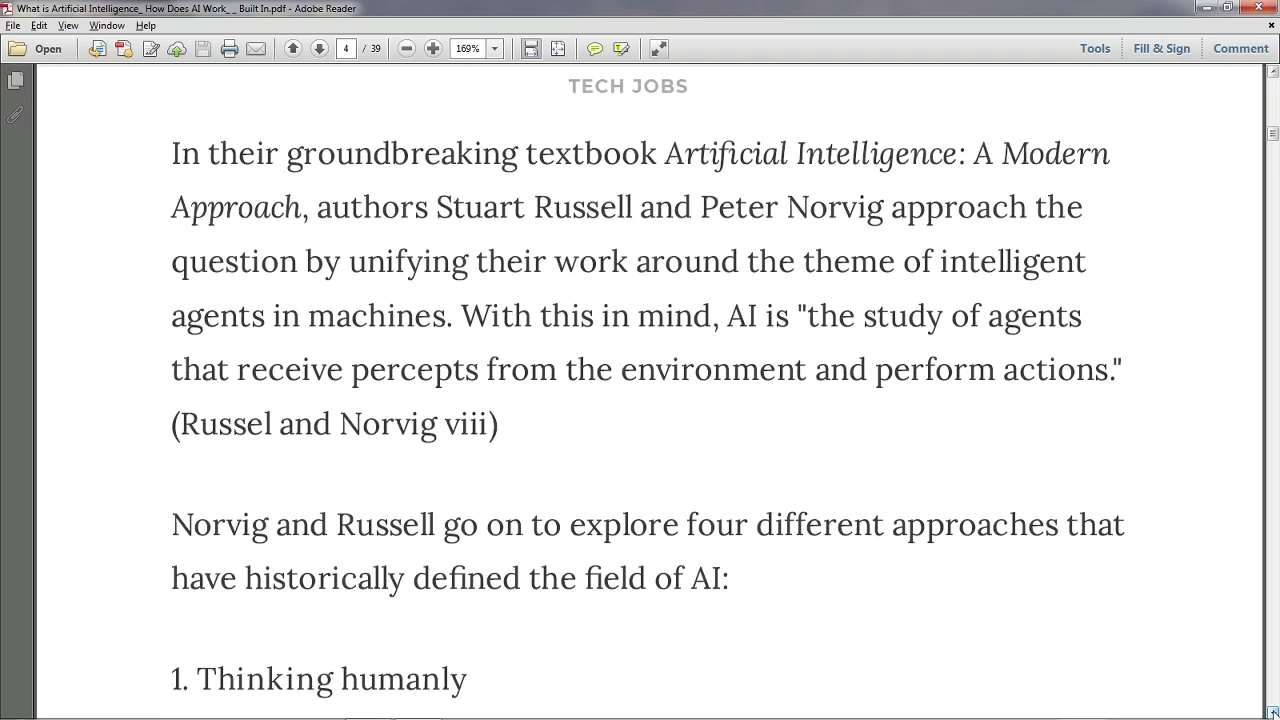 What is Artificial Intelligence_ How Does AI Work_ _ Built In.pdf - Adobe Reader
File Edit View Window Help
Open 4 / 39 169% Tools Fill & Sign Comment
TECH JOBS
In their groundbreaking textbook Artificial Intelligence: A Modern
Approach, authors Stuart Russell and Peter Norvig approach the
question by unifying their work around the theme of intelligent
agents in machines. With this in mind, AI is "the study of agents
that receive percepts from the environment and perform actions."
(Russel and Norvig viii)
Norvig and Russell go on to explore four different approaches that
have historically defined the field of AI:
1. Thinking humanly